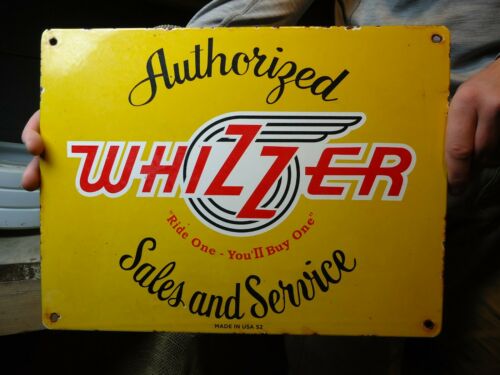 Authorized
WHIZZER
"Ride One - You'll Buy One"
Sales and Service
MADE IN USA 52